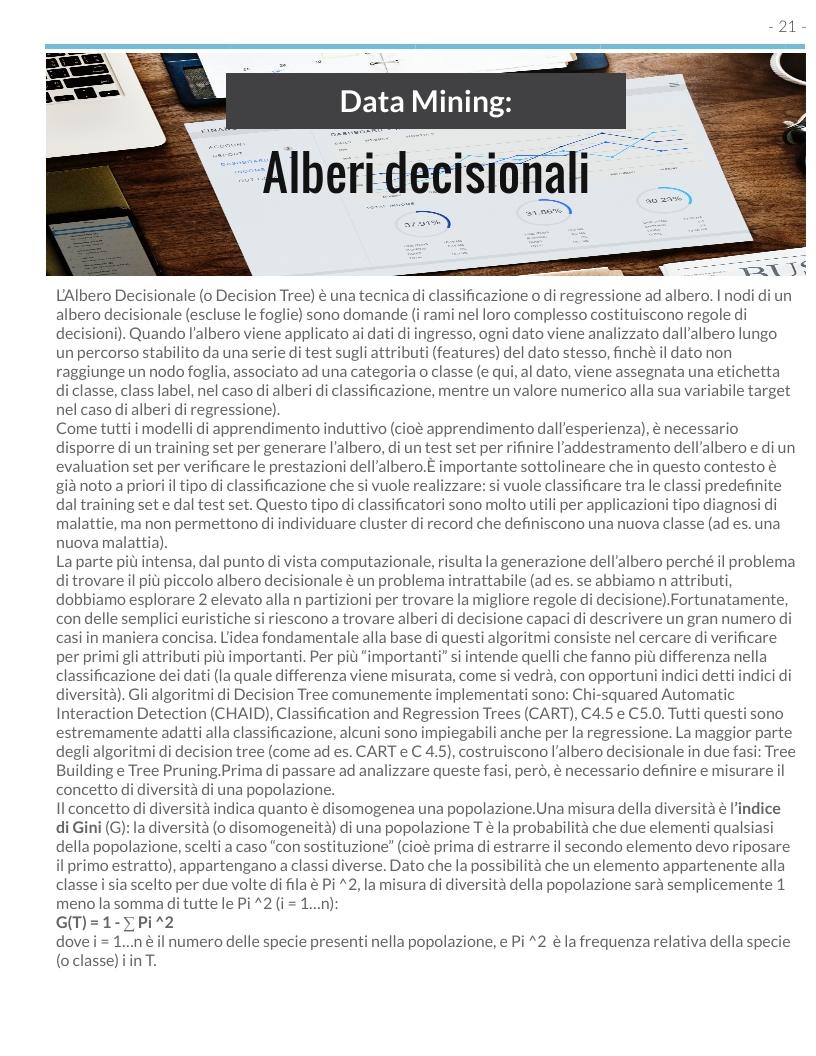 - 21 -
Data Mining:
Alberi decisionali
FINANC
ACCOUNT
TOTAL INCOME
37.91%
31.86%
90.23%
BUS
L’Albero Decisionale (o Decision Tree) è una tecnica di classificazione o di regressione ad albero. I nodi di un
albero decisionale (escluse le foglie) sono domande (i rami nel loro complesso costituiscono regole di
decisioni). Quando l’albero viene applicato ai dati di ingresso, ogni dato viene analizzato dall’albero lungo
un percorso stabilito da una serie di test sugli attributi (features) del dato stesso, finchè il dato non
raggiunge un nodo foglia, associato ad una categoria o classe (e qui, al dato, viene assegnata una etichetta
di classe, class label, nel caso di alberi di classificazione, mentre un valore numerico alla sua variabile target
nel caso di alberi di regressione).
Come tutti i modelli di apprendimento induttivo (cioè apprendimento dall’esperienza), è necessario
disporre di un training set per generare l’albero, di un test set per rifinire l’addestramento dell’albero e di un
evaluation set per verificare le prestazioni dell’albero.È importante sottolineare che in questo contesto è
già noto a priori il tipo di classificazione che si vuole realizzare: si vuole classificare tra le classi predefinite
dal training set e dal test set. Questo tipo di classificatori sono molto utili per applicazioni tipo diagnosi di
malattie, ma non permettono di individuare cluster di record che definiscono una nuova classe (ad es. una
nuova malattia).
La parte più intensa, dal punto di vista computazionale, risulta la generazione dell’albero perché il problema
di trovare il più piccolo albero decisionale è un problema intrattabile (ad es. se abbiamo n attributi,
dobbiamo esplorare 2 elevato alla n partizioni per trovare la migliore regole di decisione).Fortunatamente,
con delle semplici euristiche si riescono a trovare alberi di decisione capaci di descrivere un gran numero di
casi in maniera concisa. L’idea fondamentale alla base di questi algoritmi consiste nel cercare di verificare
per primi gli attributi più importanti. Per più “importanti” si intende quelli che fanno più differenza nella
classificazione dei dati (la quale differenza viene misurata, come si vedrà, con opportuni indici detti indici di
diversità). Gli algoritmi di Decision Tree comunemente implementati sono: Chi-squared Automatic
Interaction Detection (CHAID), Classification and Regression Trees (CART), C4.5 e C5.0. Tutti questi sono
estremamente adatti alla classificazione, alcuni sono impiegabili anche per la regressione. La maggior parte
degli algoritmi di decision tree (come ad es. CART e C 4.5), costruiscono l’albero decisionale in due fasi: Tree
Building e Tree Pruning.Prima di passare ad analizzare queste fasi, però, è necessario definire e misurare il
concetto di diversità di una popolazione.
Il concetto di diversità indica quanto è disomogenea una popolazione.Una misura della diversità è l’indice
di Gini (G): la diversità (o disomogeneità) di una popolazione T è la probabilità che due elementi qualsiasi
della popolazione, scelti a caso “con sostituzione” (cioè prima di estrarre il secondo elemento devo riposare
il primo estratto), appartengano a classi diverse. Dato che la possibilità che un elemento appartenente alla
classe i sia scelto per due volte di fila è Pi ^2, la misura di diversità della popolazione sarà semplicemente 1
meno la somma di tutte le Pi ^2 (i = 1…n):
G(T) = 1 - ∑ Pi ^2
dove i = 1…n è il numero delle specie presenti nella popolazione, e Pi ^2 è la frequenza relativa della specie
(o classe) i in T.